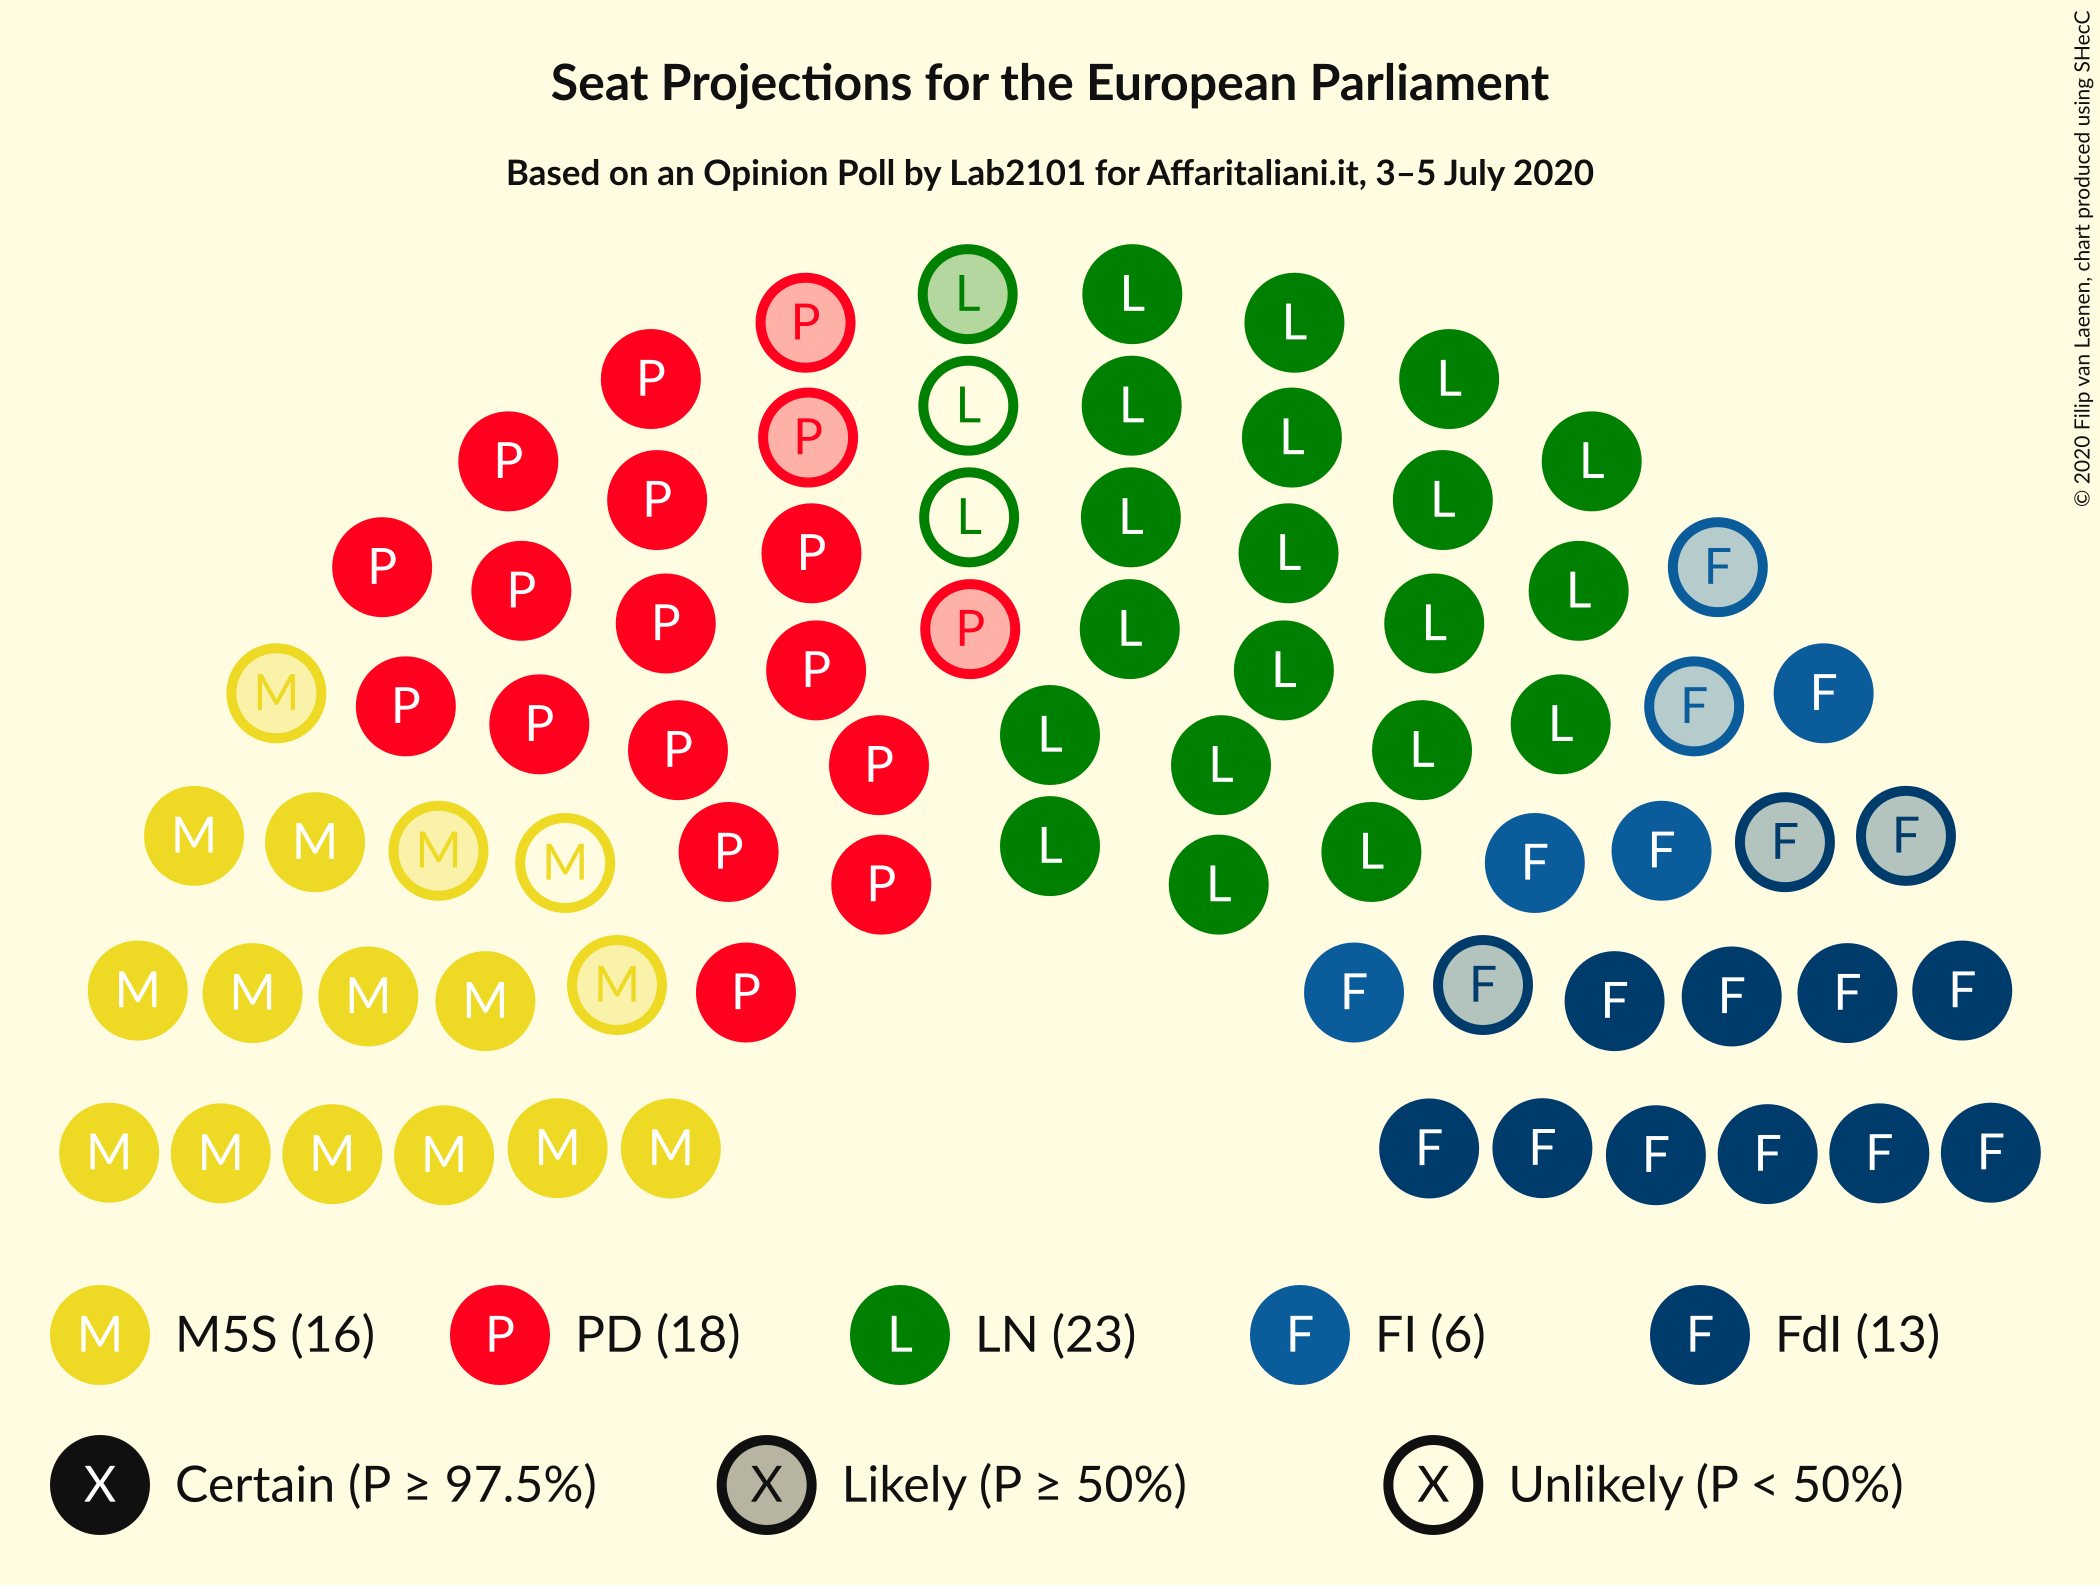 Seat Projections for the European Parliament
Based on an Opinion Poll by Lab2101 for Affaritaliani.it, 3–5 July 2020
© 2020 Filip van Laenen, chart produced using SHecC
L L
P L
P L
L L
P L
P L
P L
P L
L L
P F
P L
P L
P L
P L L
P L
M F
P F
P L
P L
P L
P L
M M F F
M M F F
P L
P L
M M M M M P F F F F F F
M M M M M M F F F F F F
M M5S (16) P PD (18) L LN (23) F FI (6) F FdI (13)
X Certain (P ≥ 97.5%) X Likely (P ≥ 50%) X Unlikely (P < 50%)